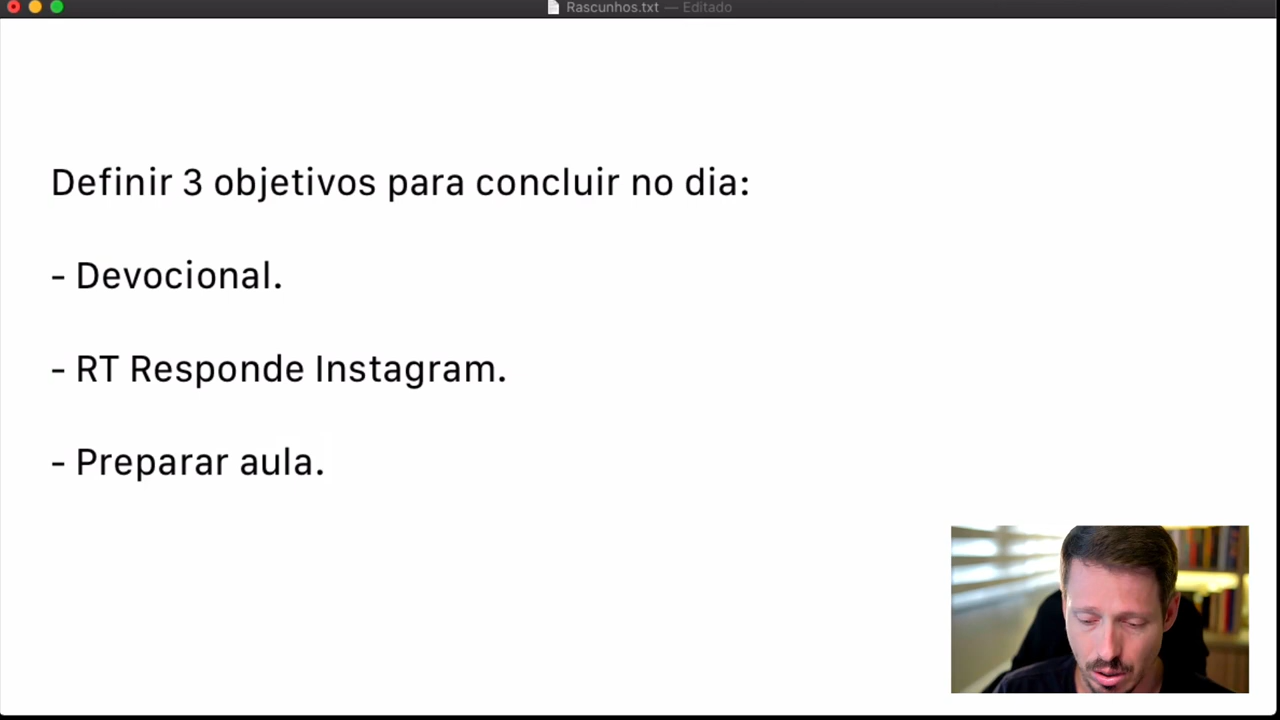 Rascunhos.txt — Editado
Definir 3 objetivos para concluir no dia:
- Devocional.
- RT Responde Instagram.
- Preparar aula.